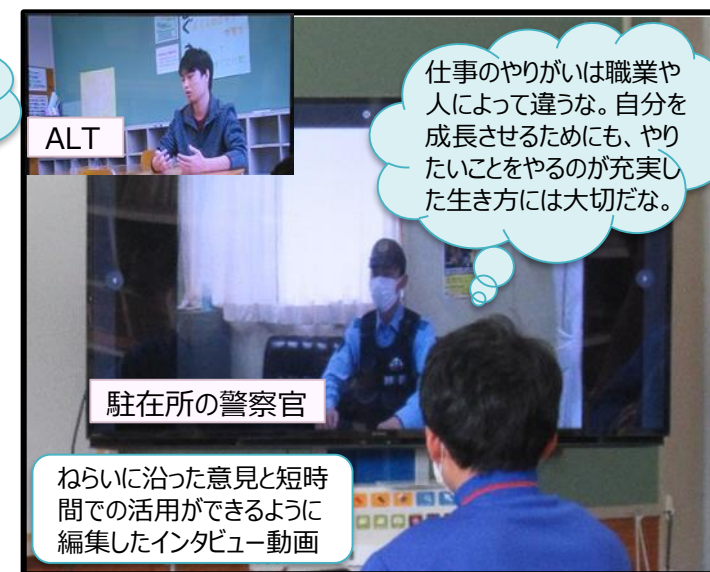 ALT
仕事のやりがいは職業や
人によって違うな。自分を
成長させるためにも、やり
たいことをやるのが充実し
た生き方には大切だな。
駐在所の警察官
ねらいに沿った意見と短時
間での活用ができるように
編集したインタビュー動画